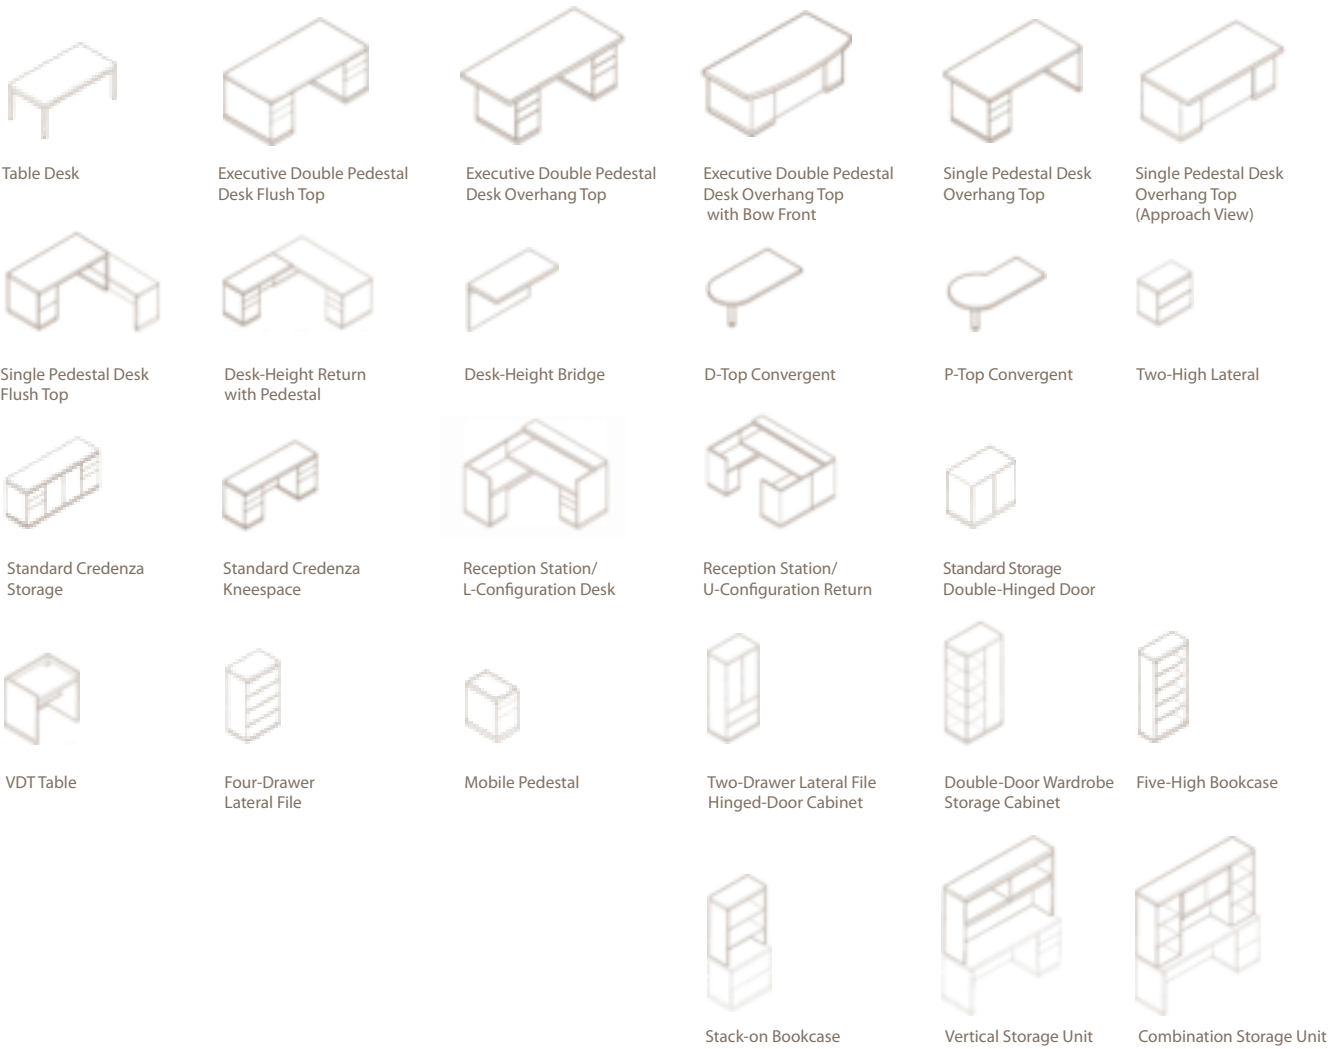 Table Desk
Executive Double Pedestal
Desk Flush Top
Executive Double Pedestal
Desk Overhang Top
Executive Double Pedestal
Desk Overhang Top
with Bow Front
Single Pedestal Desk
Overhang Top
Single Pedestal Desk
Overhang Top
(Approach View)
Single Pedestal Desk
Flush Top
Desk-Height Return
with Pedestal
Desk-Height Bridge
D-Top Convergent
P-Top Convergent
Two-High Lateral
Standard Credenza
Storage
Standard Credenza
Kneespace
Reception Station/
L-Configuration Desk
Reception Station/
U-Configuration Return
Standard Storage
Double-Hinged Door
VDT Table
Four-Drawer
Lateral File
Mobile Pedestal
Two-Drawer Lateral File
Hinged-Door Cabinet
Double-Door Wardrobe
Storage Cabinet
Five-High Bookcase
Stack-on Bookcase
Vertical Storage Unit
Combination Storage Unit